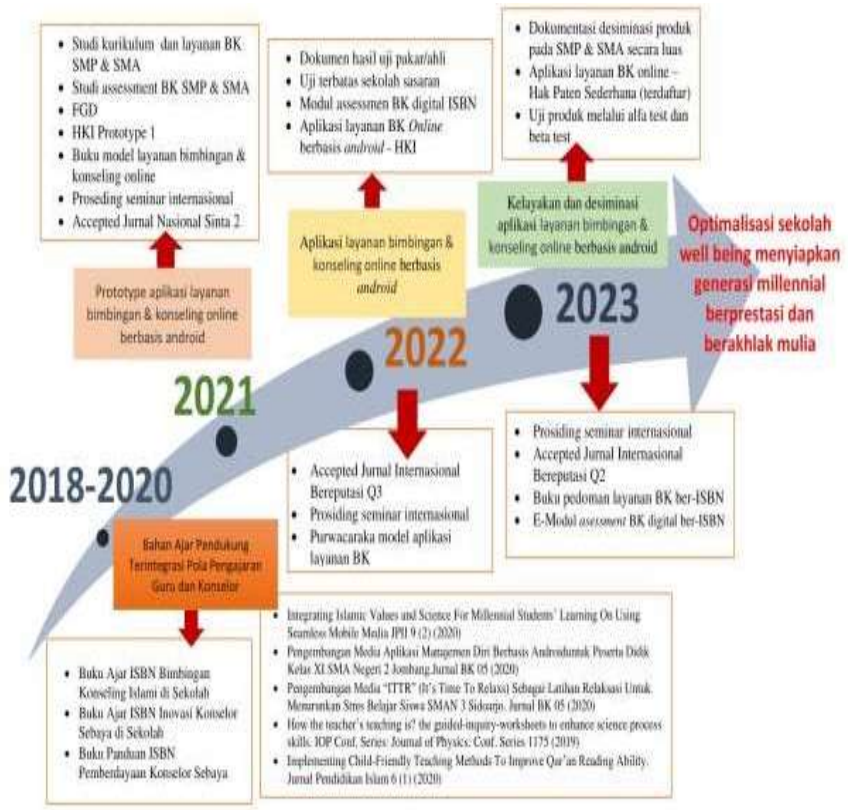 Studi kurikulum dan layanan BK
SMP & SMA
Studi assessment BK SMP & SMA
FGD
HKI Prototype 1
Buku model layanan bimbingan &
konseling online
Proseding seminar internasional
Accepted Jurnal Nasional Sinta 2
Dokumen hasil uji pakar/ahli
Uji terbatas sekolah sasaran
Modul assessmen BK digital ISBN
Aplikasi layanan BK Online
berbasis android - HKI
Dokumentasi desiminasi produk
pada SMP & SMA secara luas
Aplikasi layanan BK online –
Hak Paten Sederhana (terdaftar)
Uji produk melalui alfa test dan
beta test
Prototype aplikasi layanan
bimbingan & konseling online
berbasis android
Aplikasi layanan bimbingan &
konseling online berbasis
android
Kelayakan dan desiminasi
aplikasi layanan bimbingan &
konseling online berbasis android
Optimalisasi sekolah
well being menyiapkan
generasi millennial
berprestasi dan
berakhlak mulia
2023
2022
2021
2018-2020
Accepted Jurnal Internasional
Bereputasi Q3
Prosiding seminar internasional
Purwacaraka model aplikasi
layanan BK
Prosiding seminar internasional
Accepted Jurnal Internasional
Bereputasi Q2
Buku pedoman layanan BK ber-ISBN
E-Modul asessment BK digital ber-ISBN
Bahan Ajar Pendukung
Terintegrasi Pola Pengajaran
Guru dan Konselor
Buku Ajar ISBN Bimbingan
Konseling Islami di Sekolah
Buku Ajar ISBN Inovasi Konselor
Sebaya di Sekolah
Buku Panduan ISBN
Pemberdayaan Konselor Sebaya
Integrating Islamic Values and Science For Millennial Students' Learning On Using
Seamless Mobile Media JPII 9 (2) (2020)
Pengembangan Media Aplikasi Manajemen Diri Berbasis Androiduntuk Peserta Didik
Kelas XI SMA Negeri 2 Jombang.Jurnal BK 05 (2020)
Pengembangan Media "ITTR" (It's Time To Relaxs) Sebagai Latihan Relaksasi Untuk
Menurunkan Stres Belajar Siswa SMAN 3 Sidoarjo. Jurnal BK 05 (2020)
How the teacher's teaching is? the guided-inquiry-worksheets to enhance science process
skills. IOP Conf. Series: Journal of Physics: Conf. Series 1175 (2019)
Implementing Child-Friendly Teaching Methods To Improve Qur'an Reading Ability.
Jurnal Pendidikan Islam 6 (1) (2020)